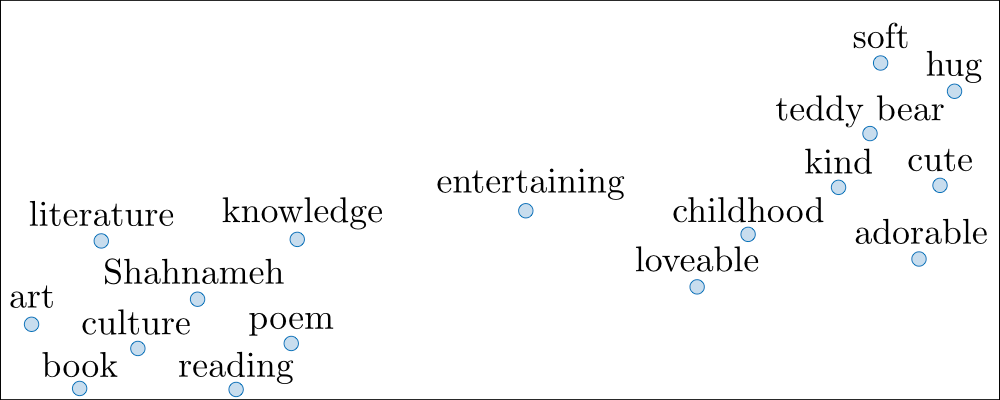 soft
hug
teddy bear
kind
cute
entertaining
childhood
literature
knowledge
adorable
loveable
Shahnameh
art
culture
poem
book
reading